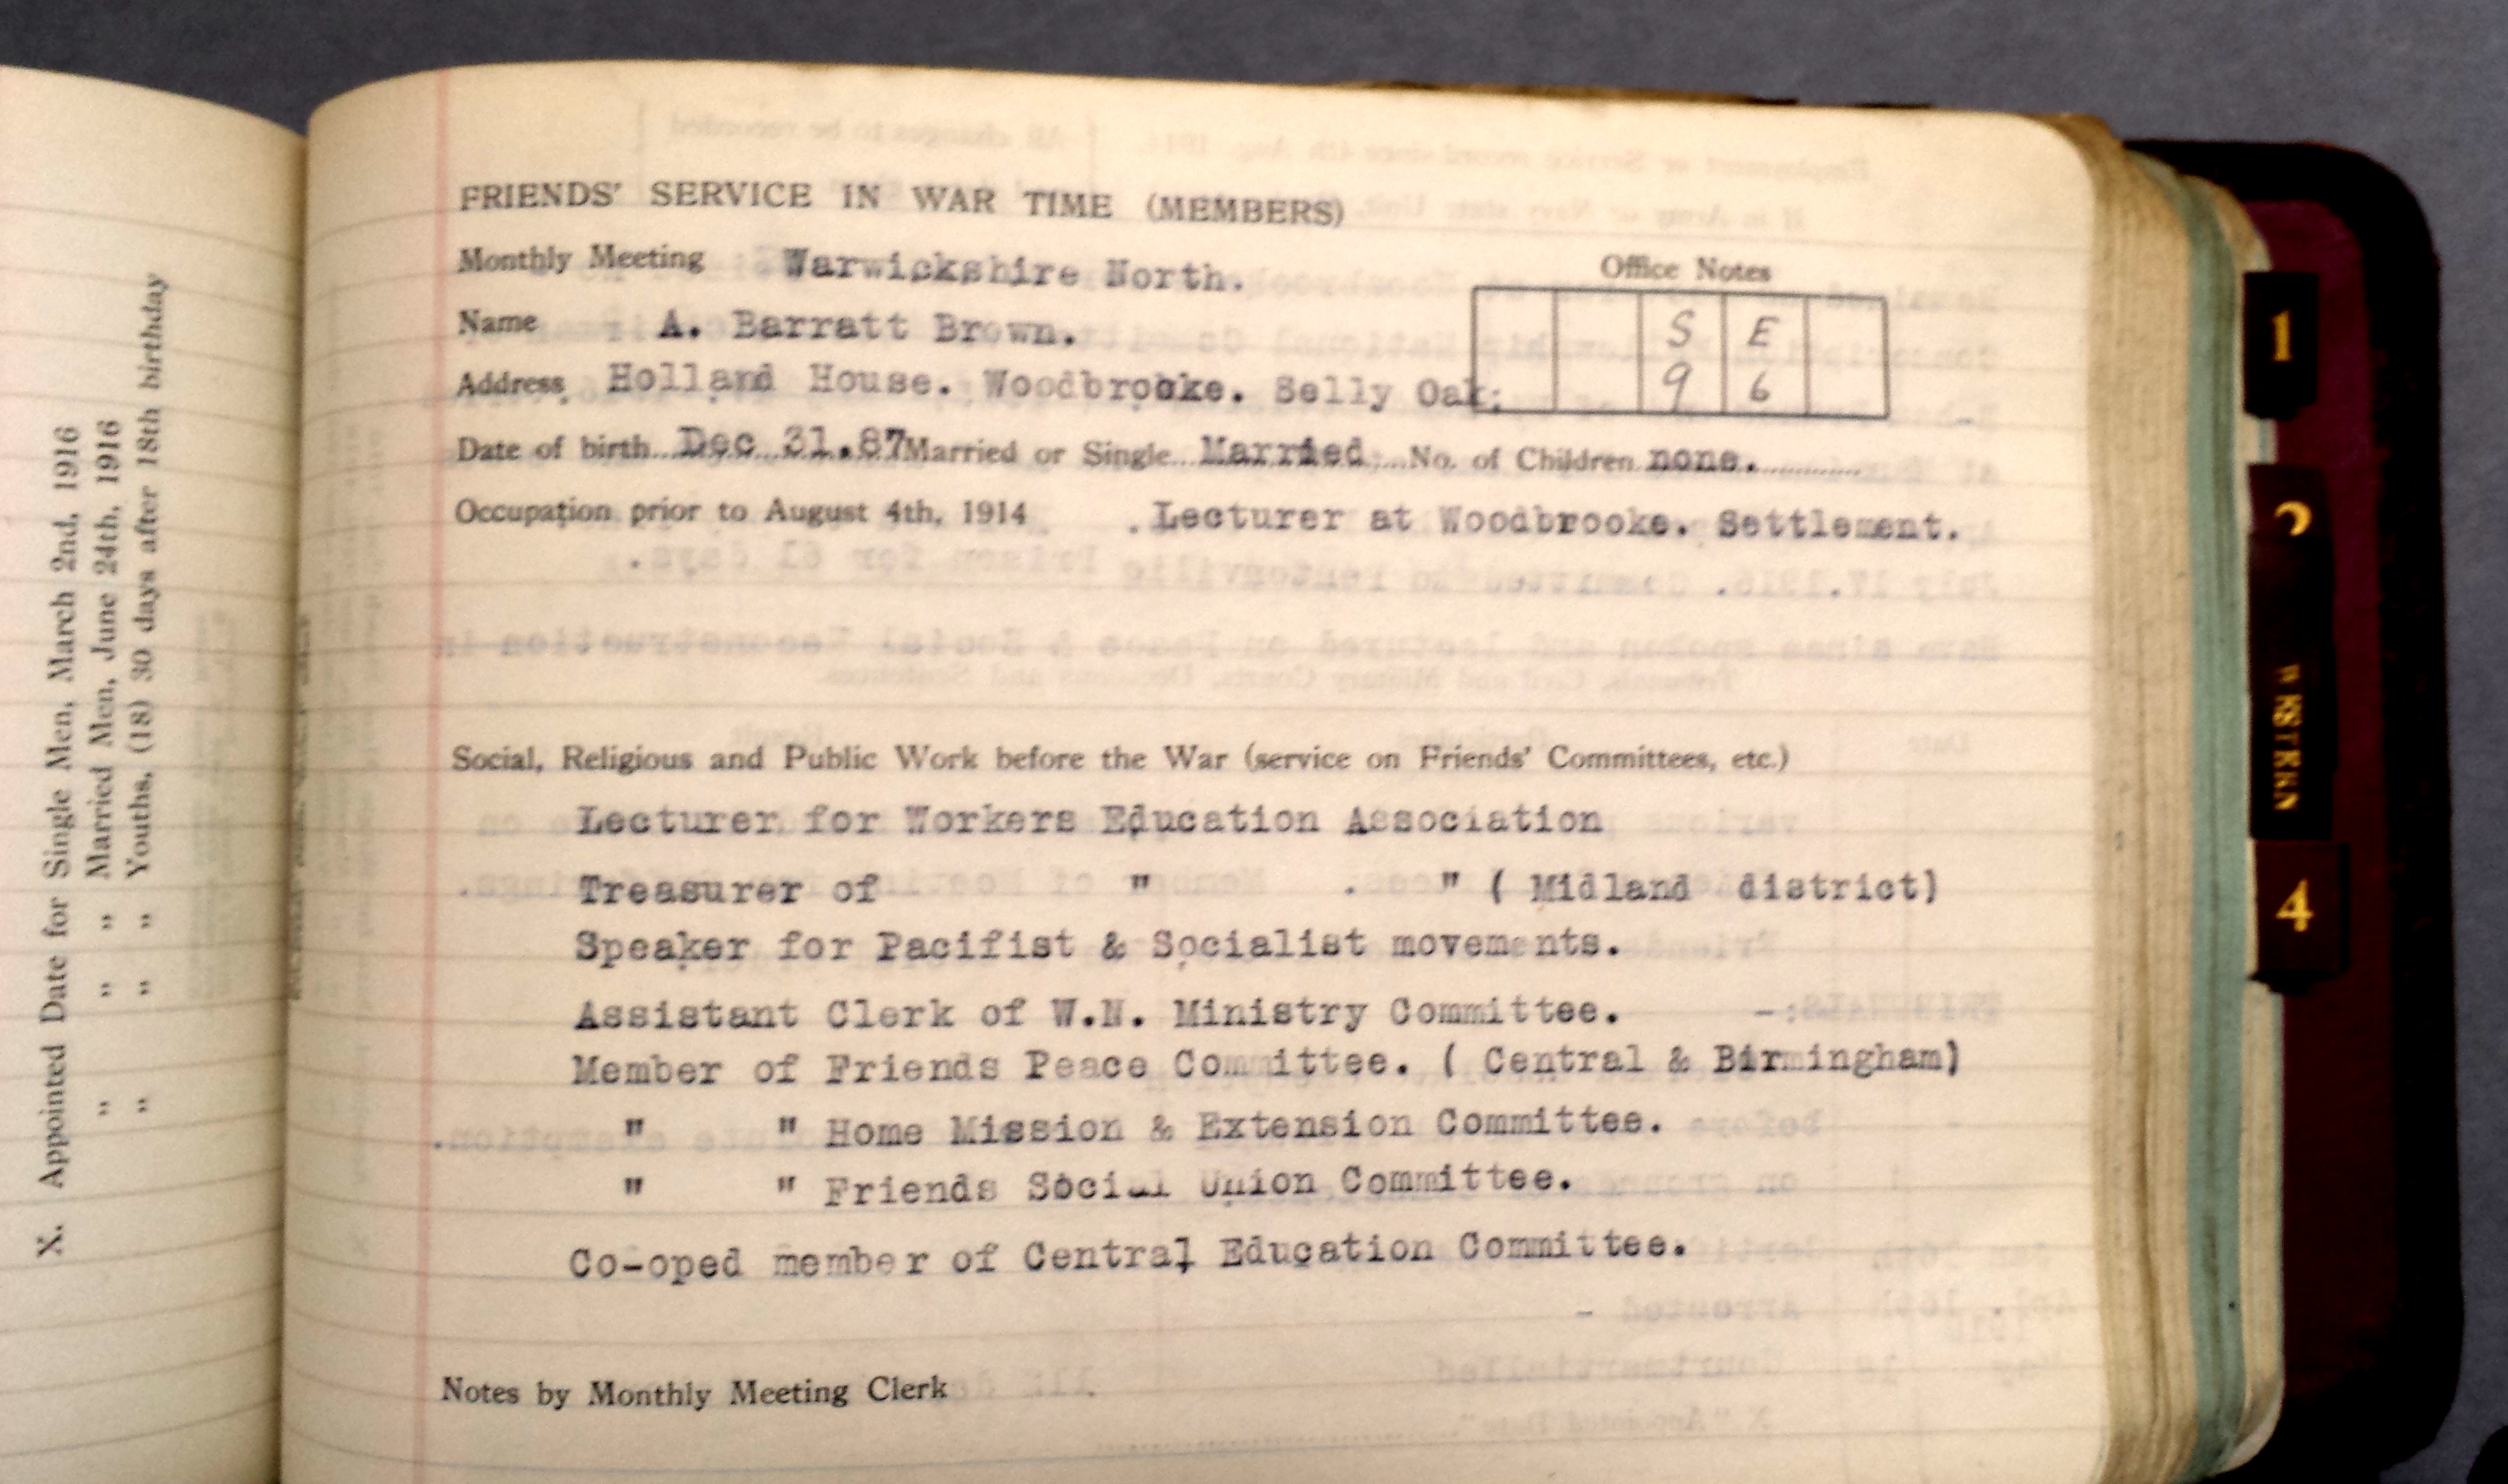 X. Appointed Date for Single Men, March 2nd, 1916
" " " Married Men, June 24th, 1916
" " " Youths, (18) 30 days after 18th birthday
FRIENDS' SERVICE IN WAR TIME (MEMBERS)
Monthly Meeting Warwickshire North.
Office Notes
Name A. Barratt Brown.
S E
Address Holland House. Woodbrooke. Selly Oak.
9 6
Date of birth Dec 31.87 Married or Single Married No. of Children none.
Occupation prior to August 4th, 1914 Lecturer at Woodbrooke. Settlement.
Social, Religious and Public Work before the War (service on Friends' Committees, etc.)
Lecturer for Workers Education Association
Treasurer of " " ( Midland district)
Speaker for Pacifist & Socialist movements.
Assistant Clerk of W.N. Ministry Committee.
Member of Friends Peace Committee. ( Central & Birmingham)
" " Home Mission & Extension Committee.
" " Friends Social Union Committee.
Co-oped member of Central Education Committee.
Notes by Monthly Meeting Clerk
1
2
WESTERN
4